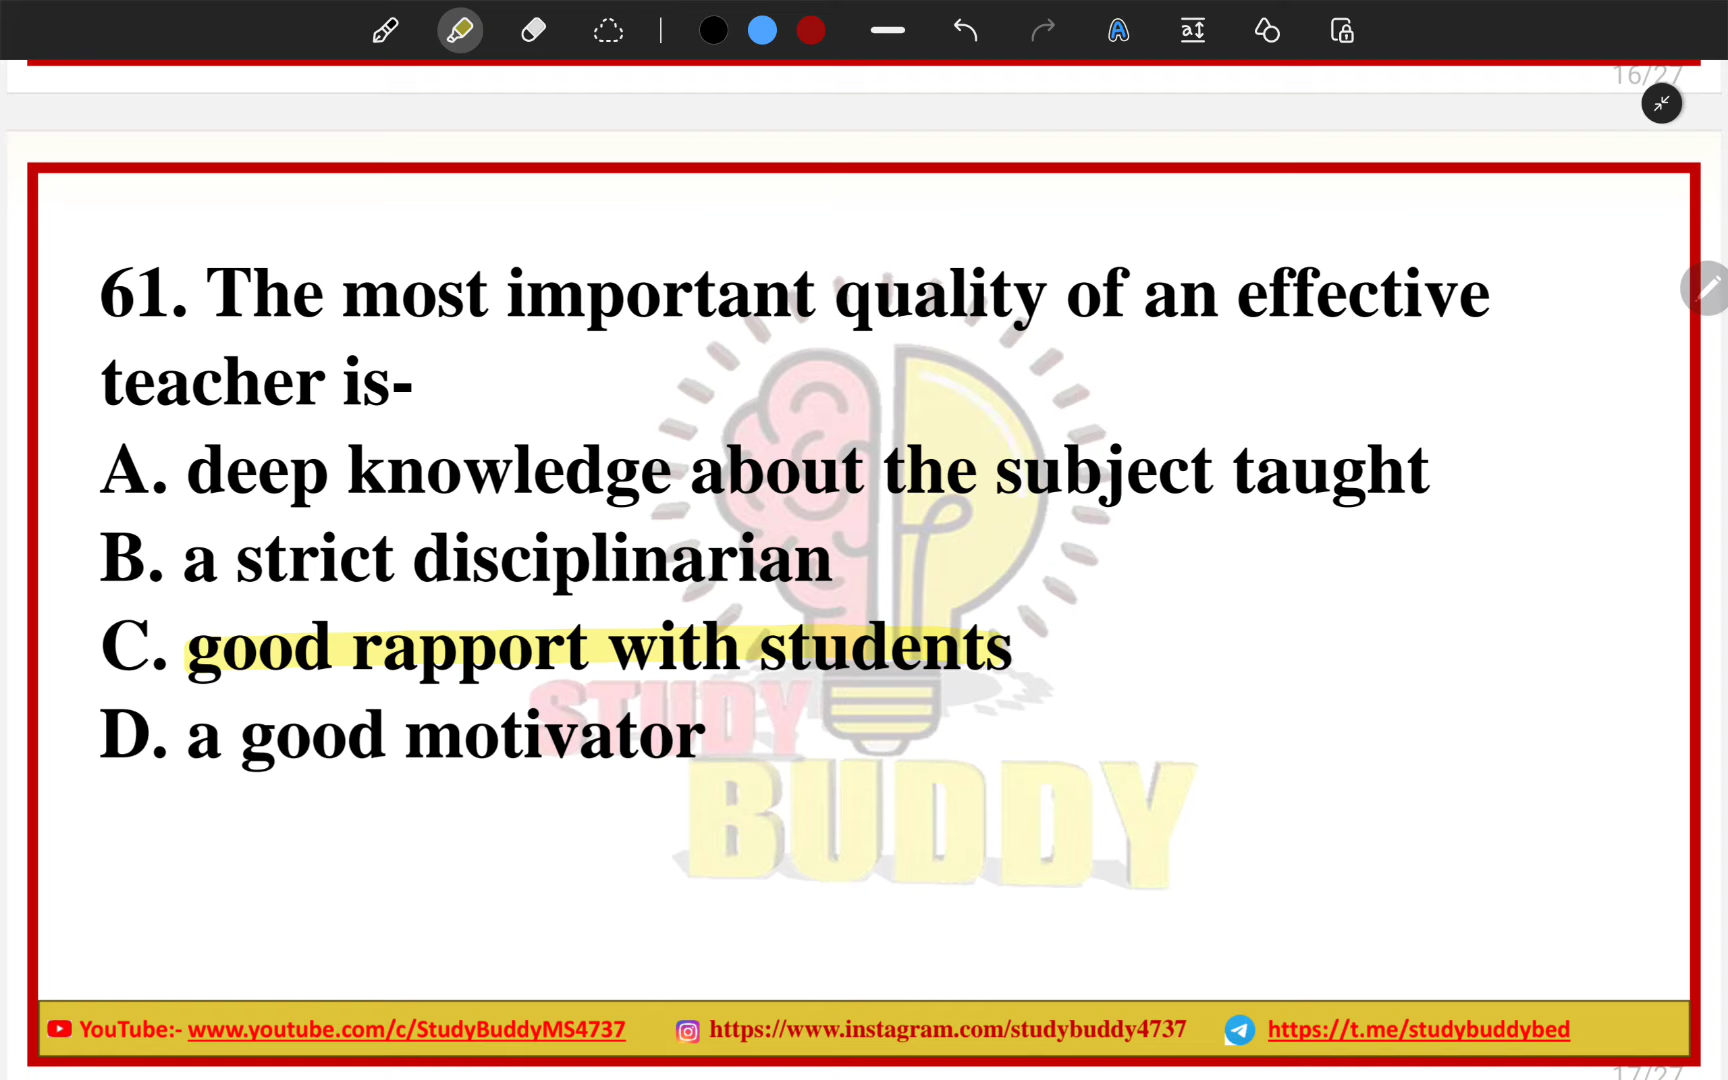 16/27
61. The most important quality of an effective
teacher is-
A. deep knowledge about the subject taught
B. a strict disciplinarian
C. good rapport with students
D. a good motivator
STUDY
BUDDY
YouTube:- www.youtube.com/c/StudyBuddyMS4737 https://www.instagram.com/studybuddy4737 https://t.me/studybuddybed
17/27